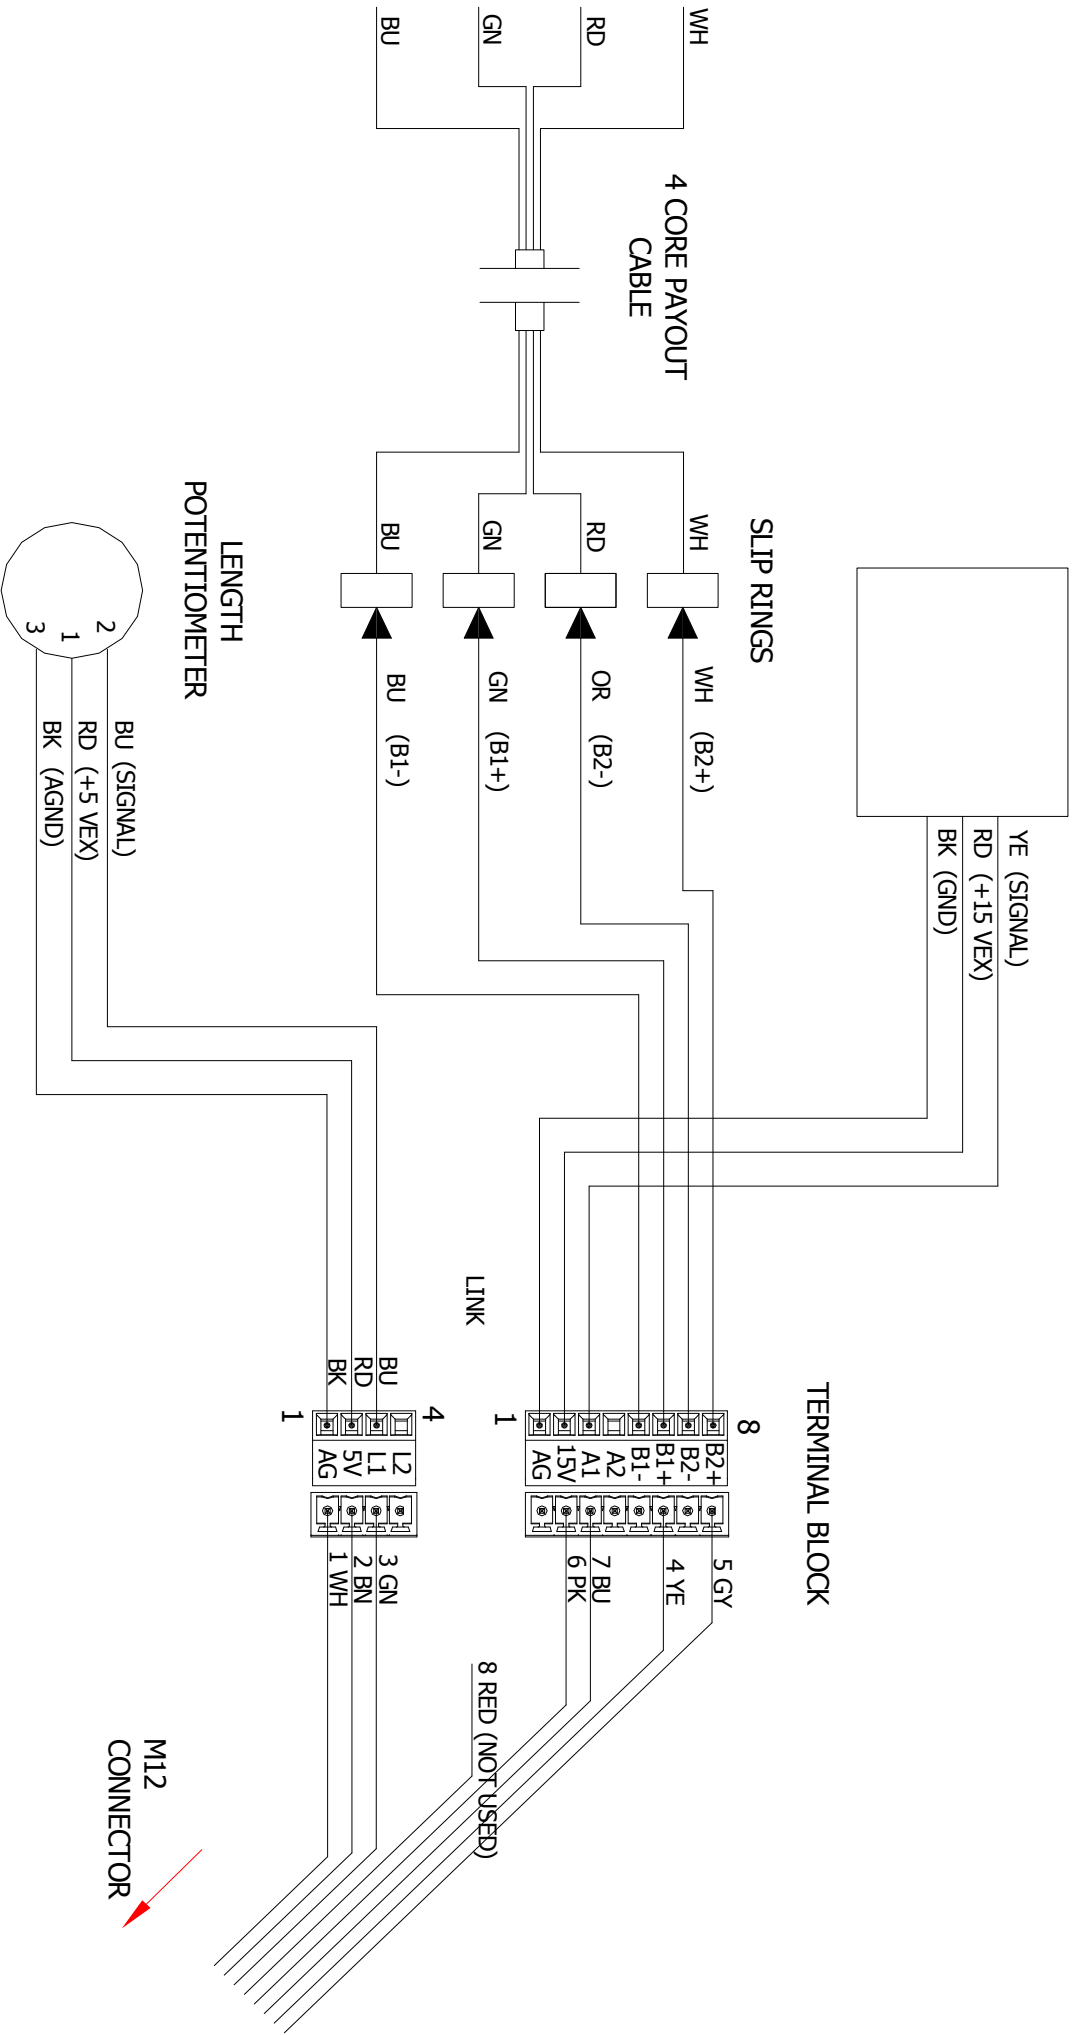 WH
RD
GN
BU
4 CORE PAYOUT
CABLE
SLIP RINGS
WH
RD
GN
BU
WH (B2+)
OR (B2-)
GN (B1+)
BU (B1-)
LENGTH
POTENTIOMETER
2
1
3
BU (SIGNAL)
RD (+5 VEX)
BK (AGND)
YE (SIGNAL)
RD (+15 VEX)
BK (GND)
LINK
TERMINAL BLOCK
8
1
B2+
B2-
B1+
B1-
A2
A1
15V
AG
5 GY
4 YE
7 BU
6 PK
BU
RD
BK
4
1
L2
L1
5V
AG
3 GN
2 BN
1 WH
8 RED (NOT USED)
M12
CONNECTOR